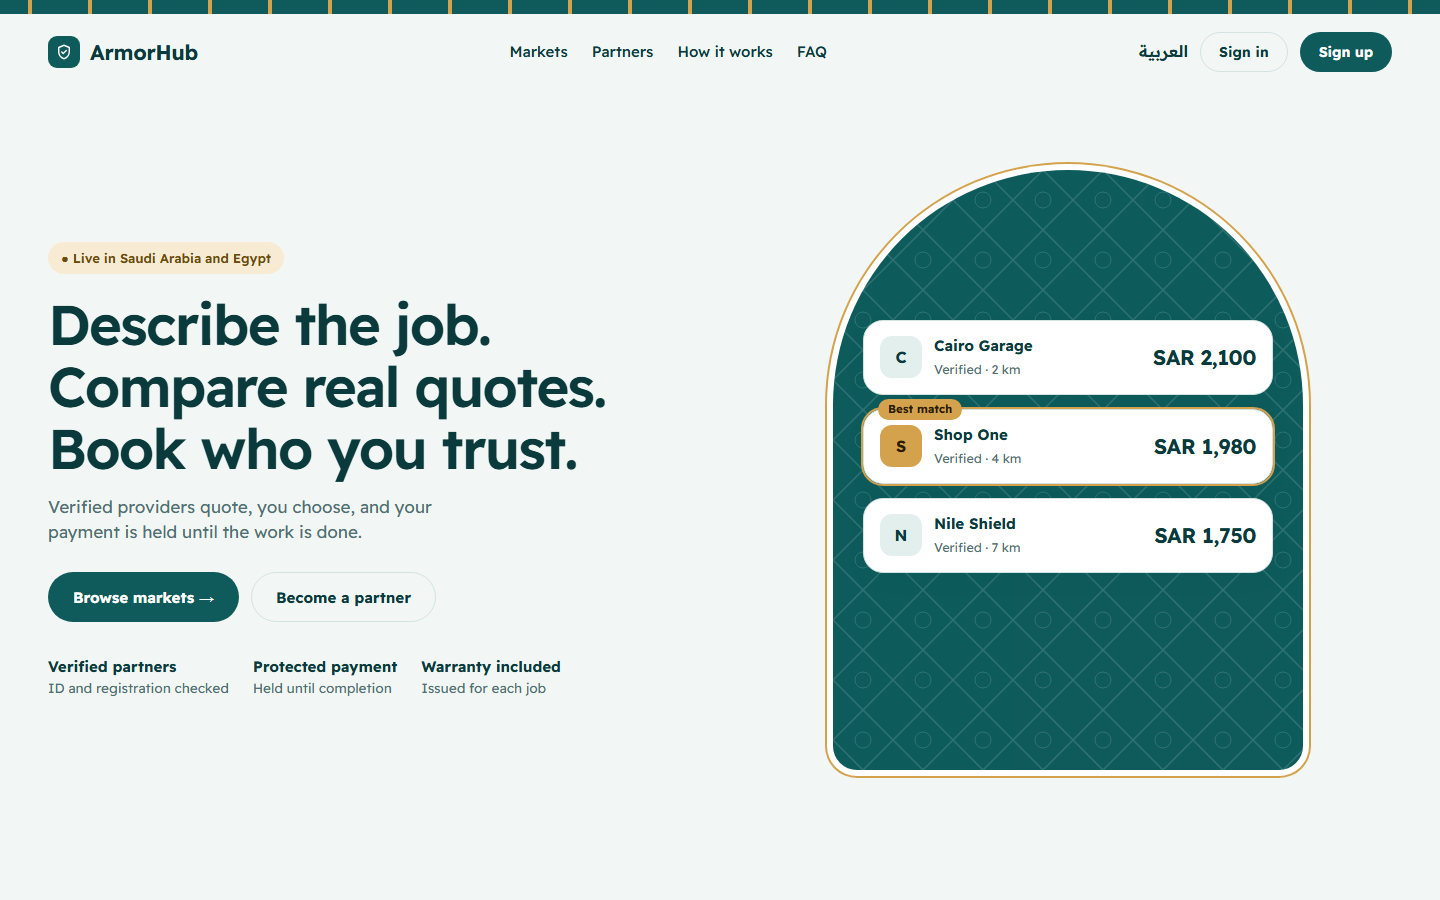 ArmorHub
Markets
Partners
How it works
FAQ
العربية
Sign in
Sign up
● Live in Saudi Arabia and Egypt
Describe the job.
Compare real quotes.
Book who you trust.
Verified providers quote, you choose, and your
payment is held until the work is done.
Browse markets →
Become a partner
Verified partners
ID and registration checked
Protected payment
Held until completion
Warranty included
Issued for each job
C
Cairo Garage
Verified · 2 km
SAR 2,100
Best match
S
Shop One
Verified · 4 km
SAR 1,980
N
Nile Shield
Verified · 7 km
SAR 1,750